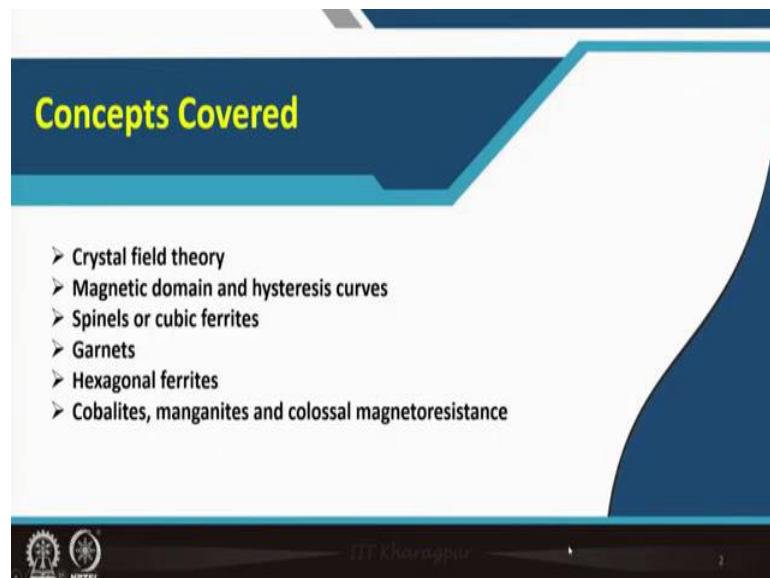 Concepts Covered
➢ Crystal field theory
➢ Magnetic domain and hysteresis curves
➢ Spinels or cubic ferrites
➢ Garnets
➢ Hexagonal ferrites
➢ Cobalites, manganites and colossal magnetoresistance
IIT Kharagpur
2